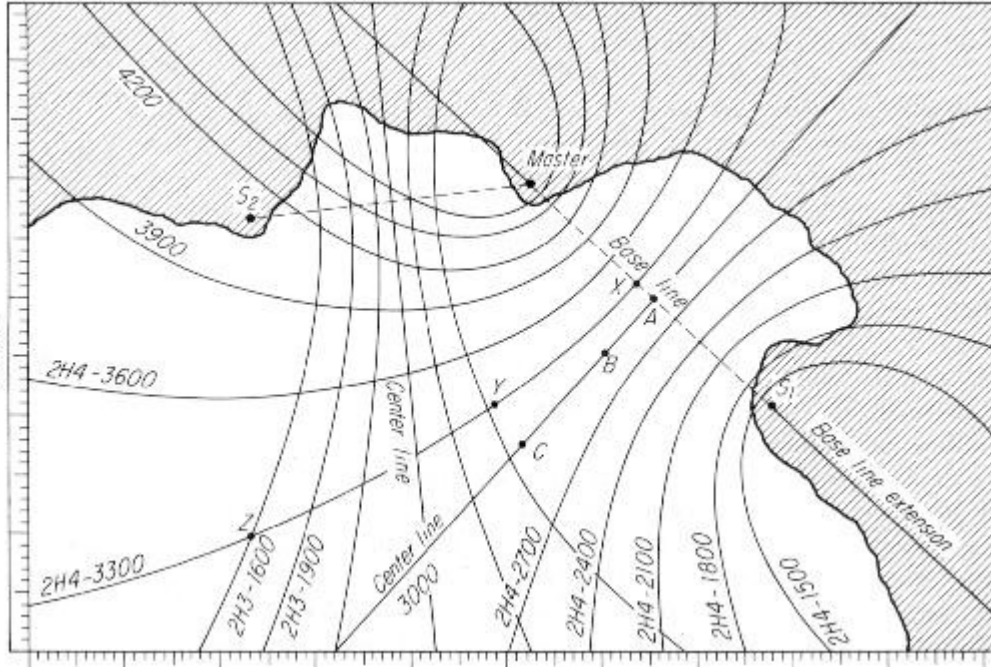 4200
Master
S2
3900
Base line
X
A
B
2H4-3600
Center line
Y
S1
C
Base line extension
Z
2H4-3300
2H3-1600
2H3-1900
Center line
3000
2H4-2700
2H4-2400
2H4-2100
2H4-1800
2H4-1500